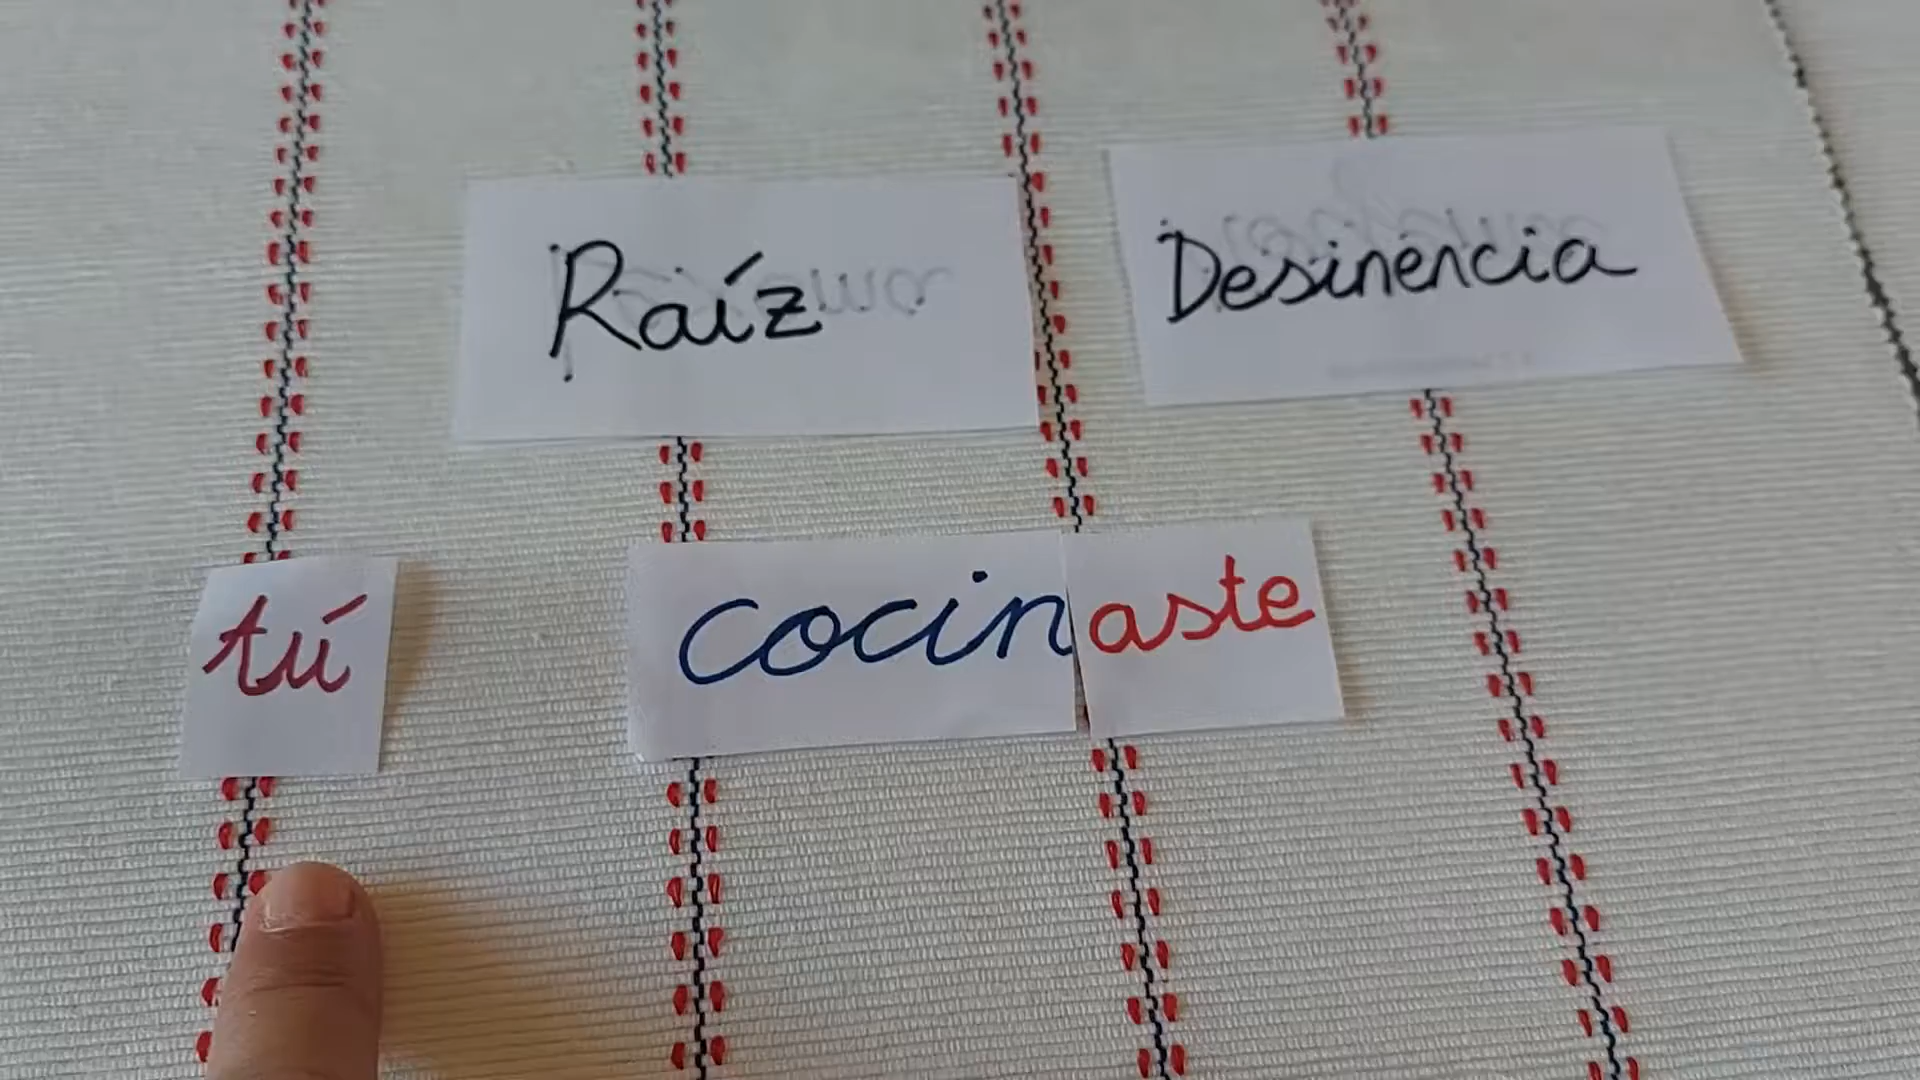 Raíz
Desinencia
tú
cocinaste